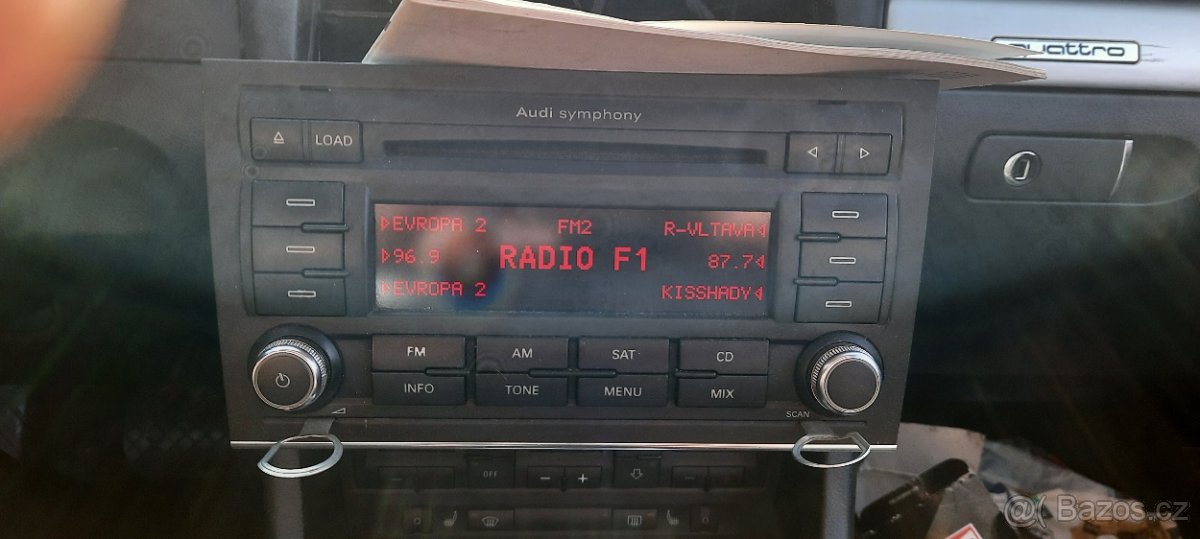 quattro
Audi symphony
LOAD
EVROPA 2 FM2 R-VLTAVA
96.9 RADIO F1 87.7
EVROPA 2 KISSHADY
FM AM SAT CD
INFO TONE MENU MIX
SCAN
OFF
- +
@Bazos.cz